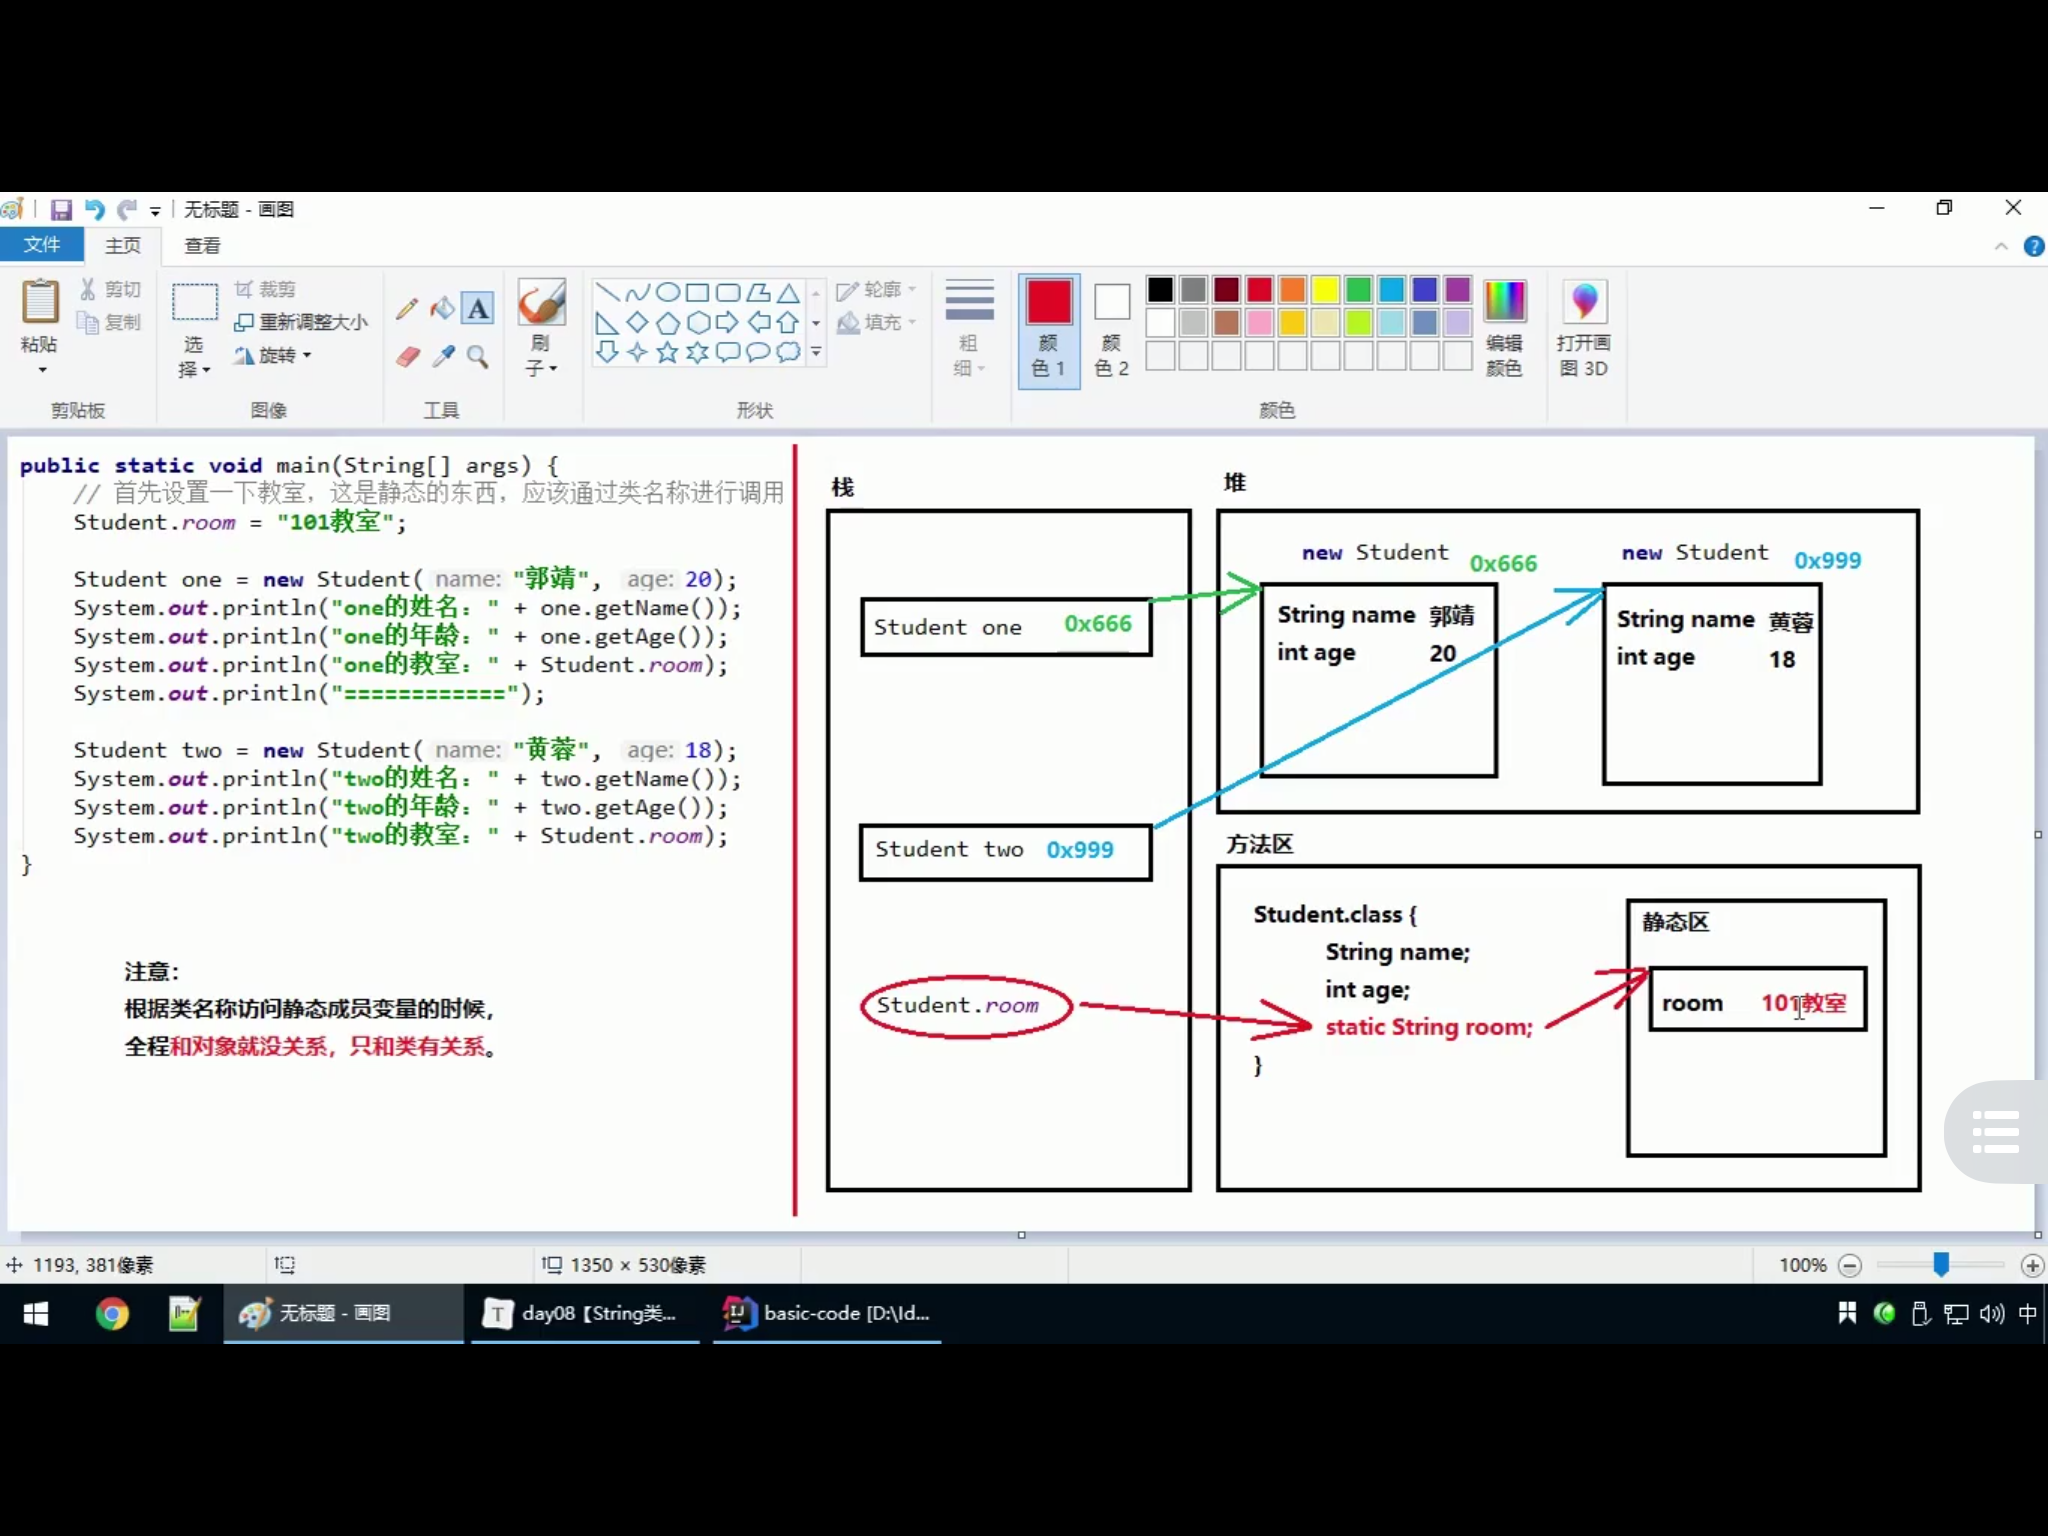 无标题 - 画图
文件 主页 查看
粘贴
剪切
复制
剪贴板
选择
裁剪
重新调整大小
旋转
图像
A
工具
刷子
轮廓
填充
形状
粗细
颜色 1
颜色 2
颜色
编辑颜色
打开画图 3D
public static void main(String[] args) {
// 首先设置一下教室，这是静态的东西，应该通过类名称进行调用
Student.room = "101教室";
Student one = new Student( name: "郭靖", age: 20);
System.out.println("one的姓名：" + one.getName());
System.out.println("one的年龄：" + one.getAge());
System.out.println("one的教室：" + Student.room);
System.out.println("============");
Student two = new Student( name: "黄蓉", age: 18);
System.out.println("two的姓名：" + two.getName());
System.out.println("two的年龄：" + two.getAge());
System.out.println("two的教室：" + Student.room);
}
注意：
根据类名称访问静态成员变量的时候，
全程和对象就没关系，只和类有关系。
栈
Student one 0x666
Student two 0x999
Student.room
堆
new Student 0x666
String name 郭靖
int age 20
new Student 0x999
String name 黄蓉
int age 18
方法区
Student.class {
String name;
int age;
static String room;
}
静态区
room 101教室
1193, 381像素
1350 × 530像素
100%
无标题 - 画图
day08【String类...
basic-code [D:\Id...
中